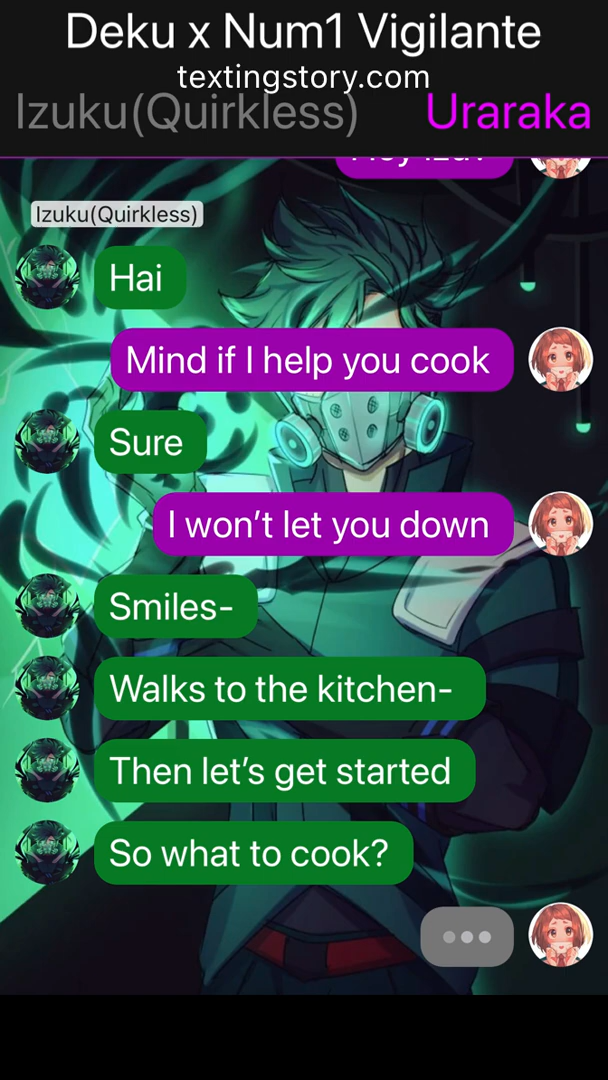 Deku x Num1 Vigilante
textingstory.com
Izuku(Quirkless)
Uraraka
Izuku(Quirkless)
Hai
Mind if I help you cook
Sure
I won’t let you down
Smiles-
Walks to the kitchen-
Then let’s get started
So what to cook?